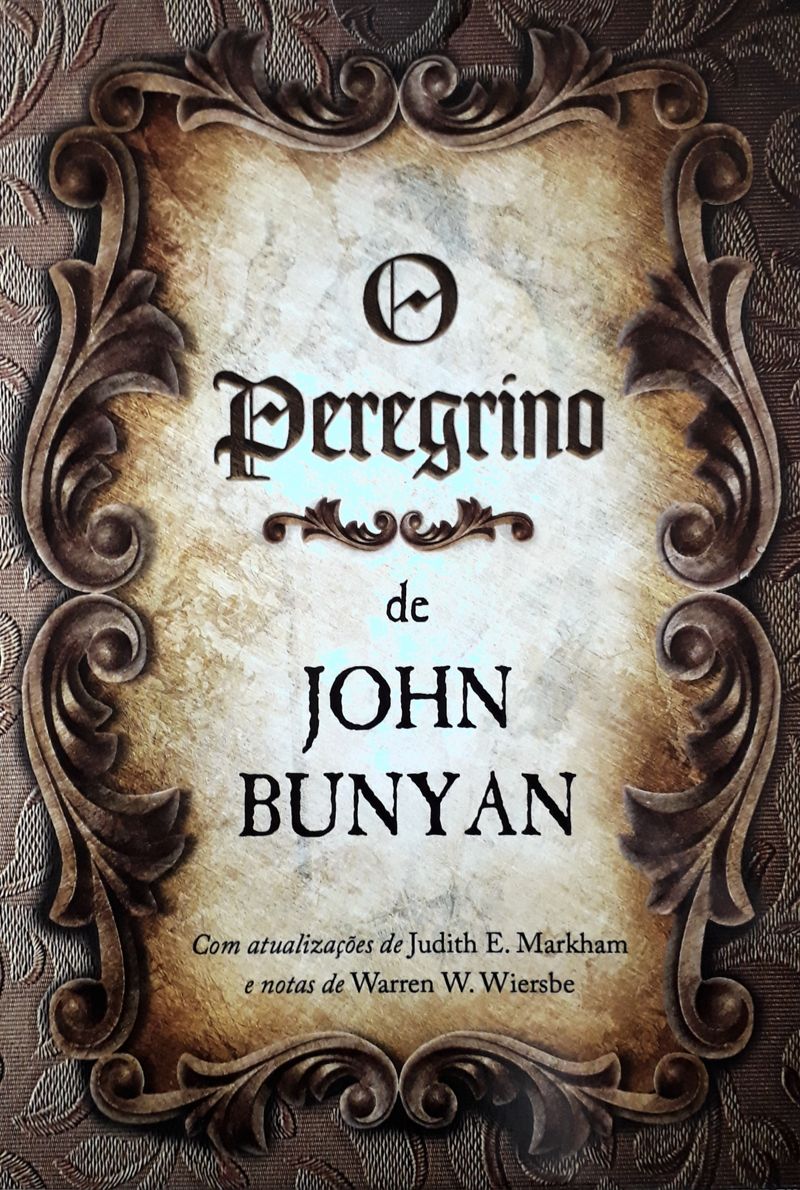 O
Peregrino
de
JOHN
BUNYAN
Com atualizações de Judith E. Markham
e notas de Warren W. Wiersbe